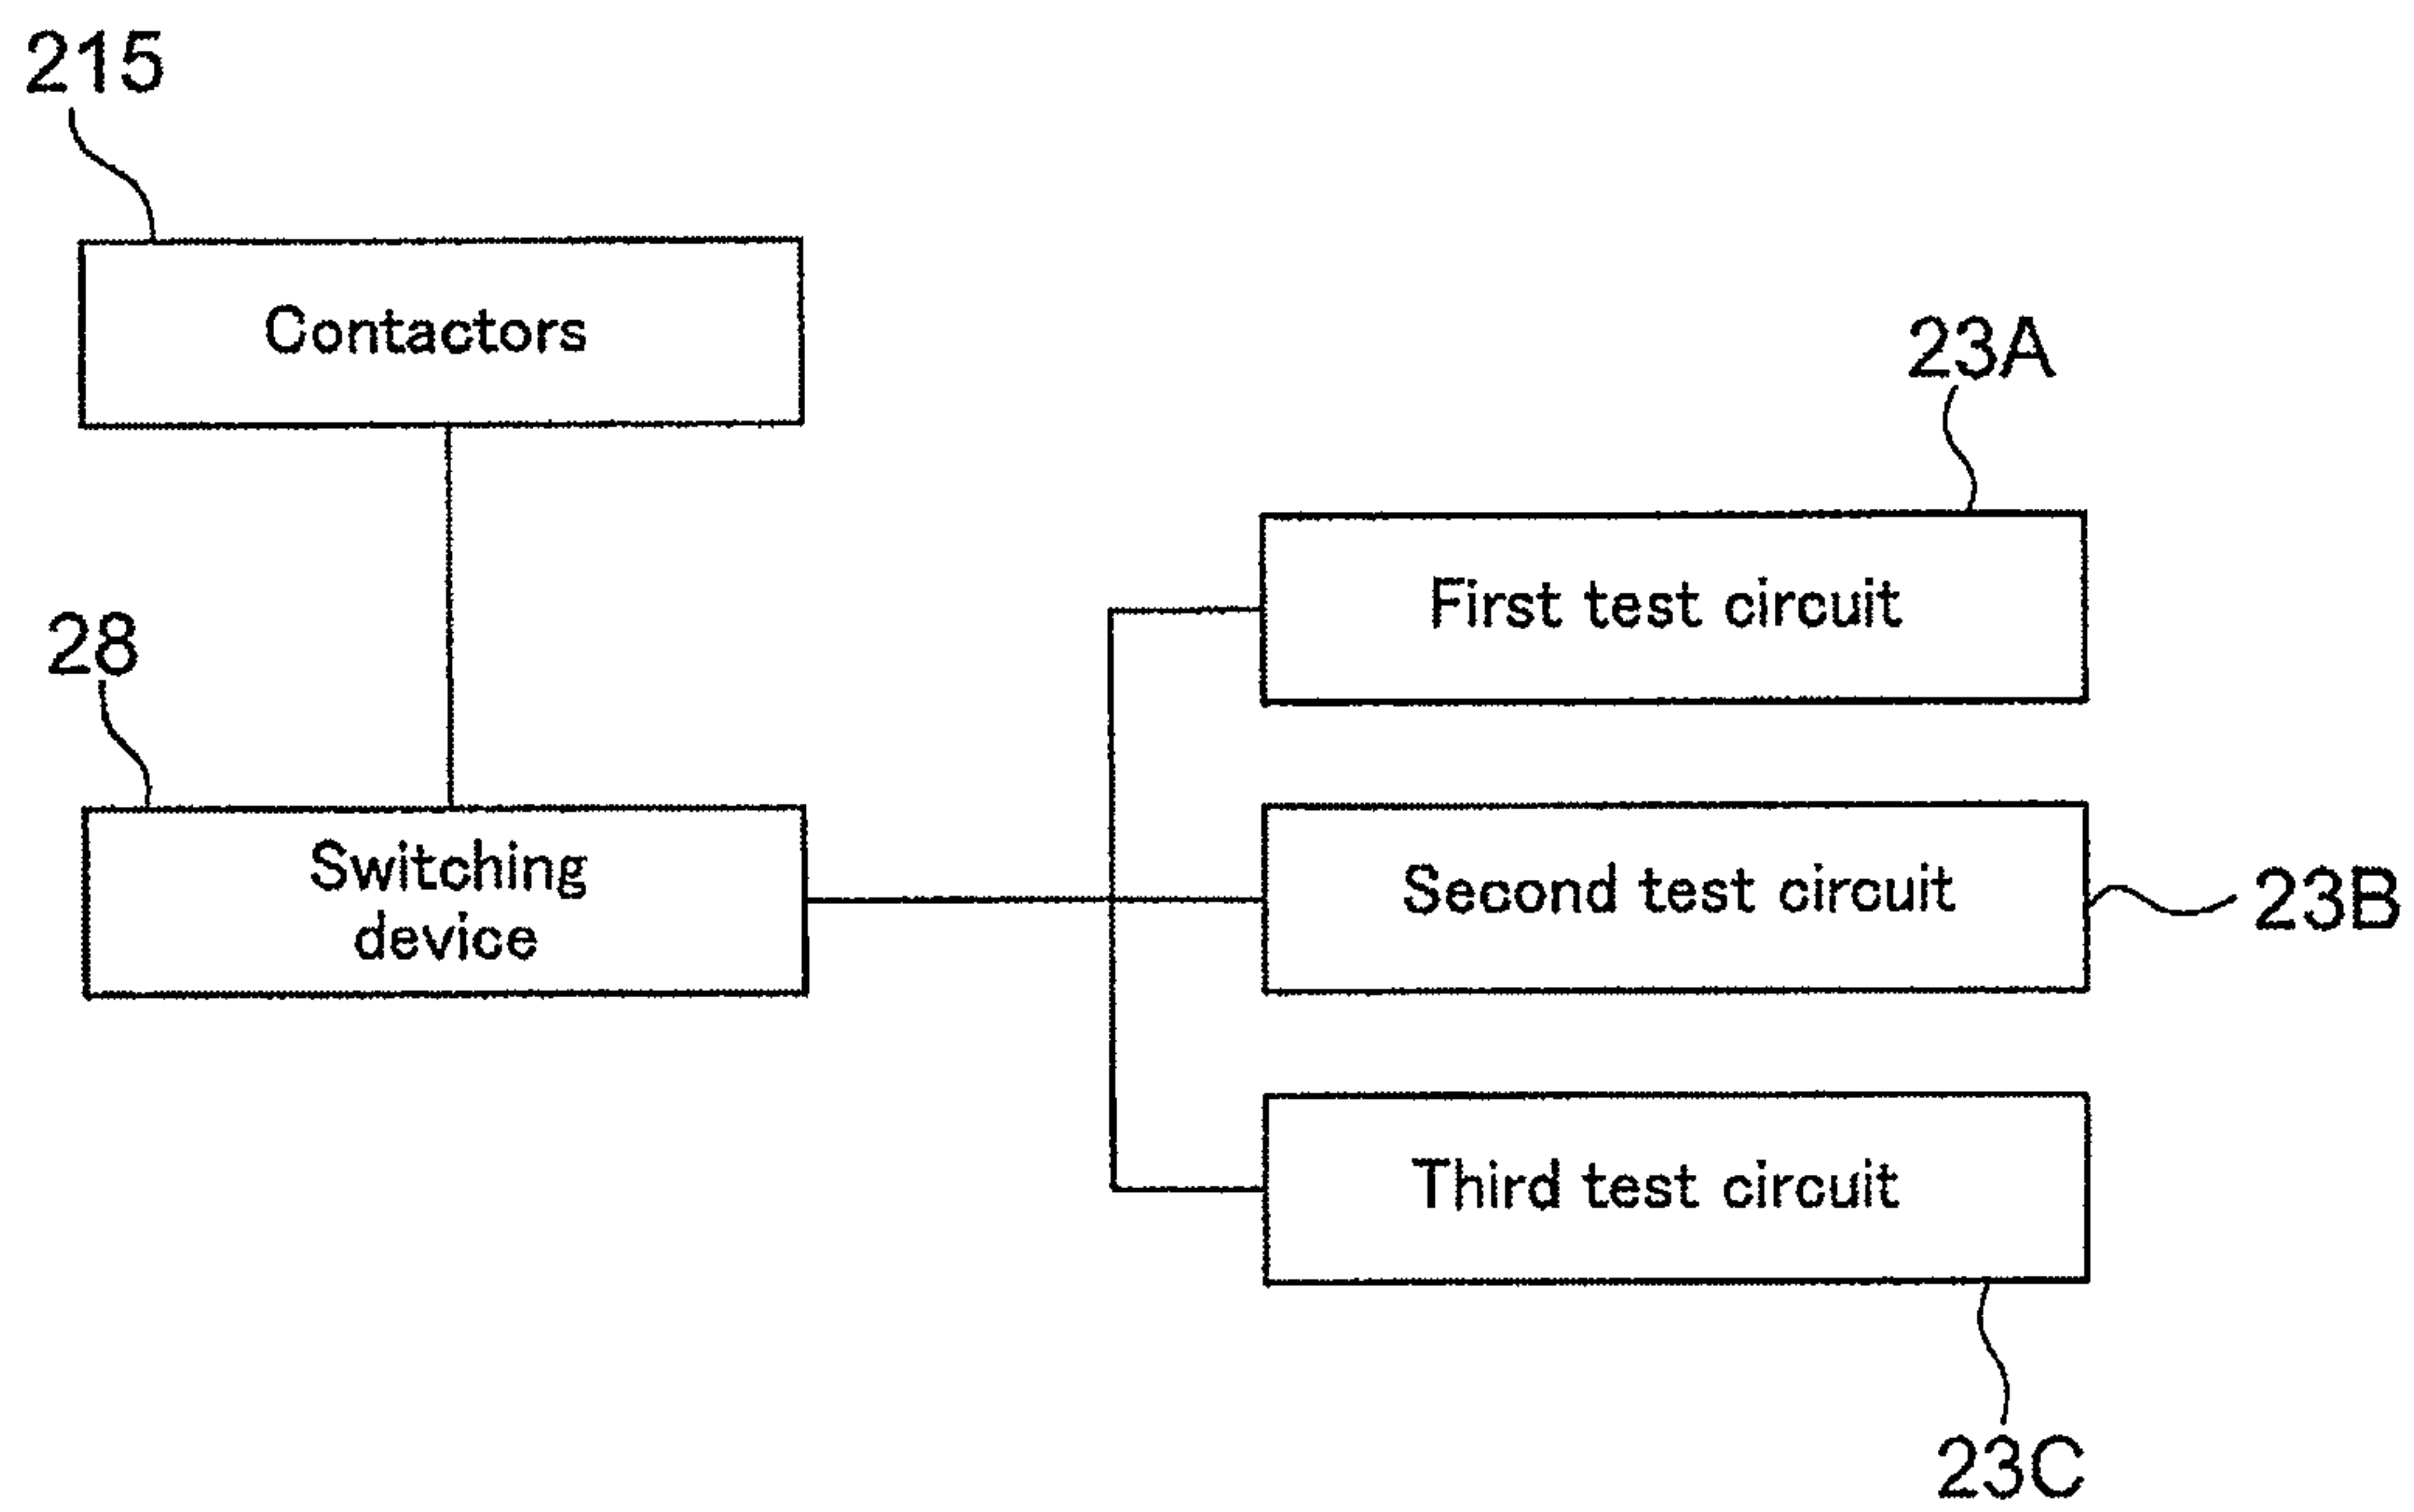 215
Contactors
23A
First test circuit
28
Switching
device
Second test circuit
23B
Third test circuit
23C